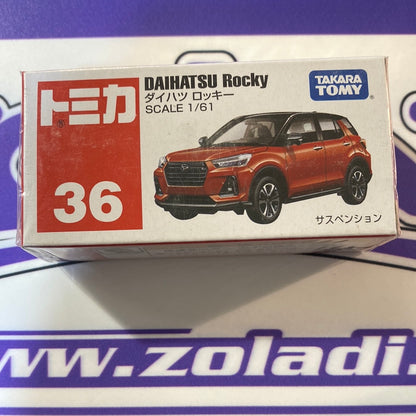 トミカ®
36
DAIHATSU Rocky
ダイハツ ロッキー
SCALE 1/61
TAKARA
TOMY
サスペンション
www.zoladi.